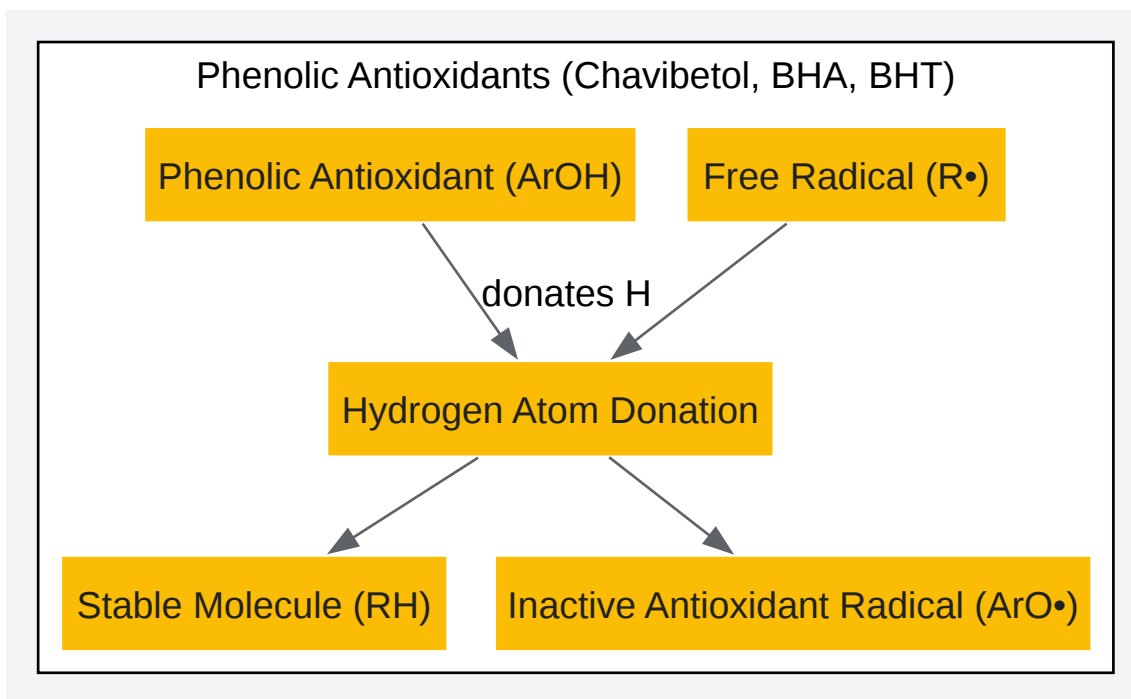 Phenolic Antioxidants (Chavibetol, BHA, BHT)
Phenolic Antioxidant (ArOH)
Free Radical (R•)
donates H
Hydrogen Atom Donation
Stable Molecule (RH)
Inactive Antioxidant Radical (ArO•)